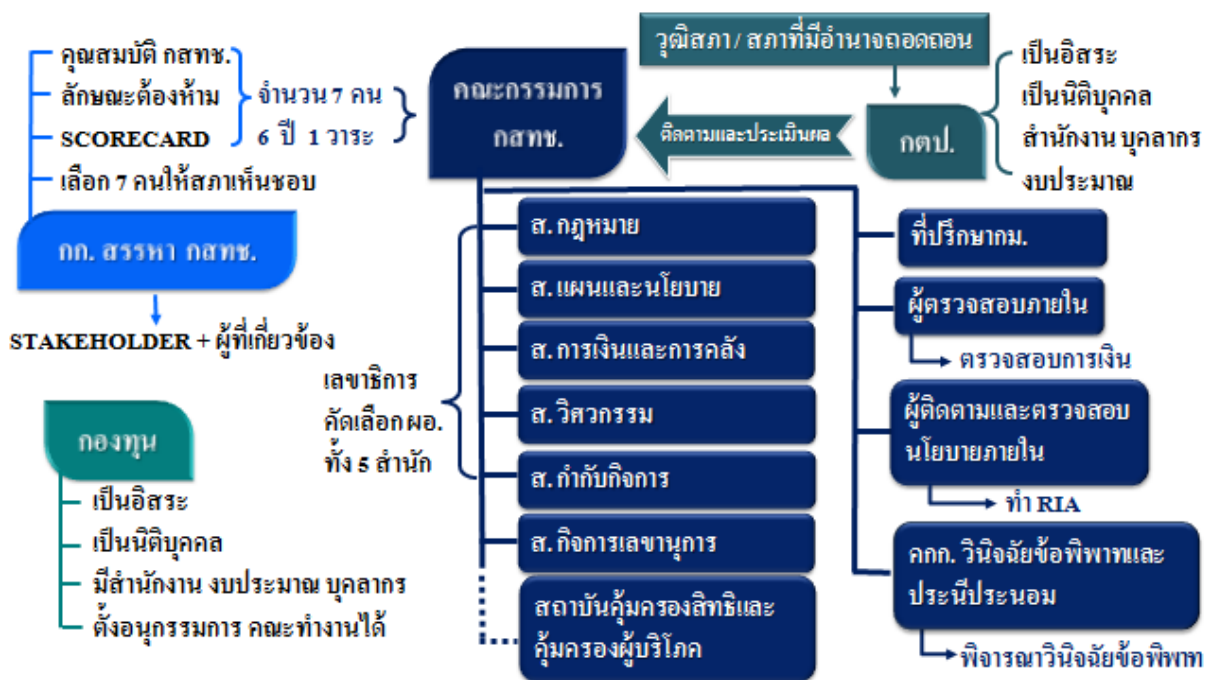 คุณสมบัติ กสทช.
ลักษณะต้องห้าม
SCORECARD
เลือก 7 คนให้สภาเห็นชอบ
จำนวน 7 คน
6 ปี 1 วาระ
กก. สรรหา กสทช.
STAKEHOLDER + ผู้ที่เกี่ยวข้อง
คณะกรรมการ
กสทช.
วุฒิสภา / สภาที่มีอำนาจถอดถอน
ติดตามและประเมินผล
กตป.
เป็นอิสระ
เป็นนิติบุคคล
สำนักงาน บุคลากร
งบประมาณ
เลขาธิการ
คัดเลือก ผอ.
ทั้ง 5 สำนัก
ส. กฎหมาย
ส. แผนและนโยบาย
ส. การเงินและการคลัง
ส. วิศวกรรม
ส. กำกับกิจการ
ส. กิจการเลขานุการ
สถาบันคุ้มครองสิทธิและ
คุ้มครองผู้บริโภค
ที่ปรึกษากม.
ผู้ตรวจสอบภายใน
ตรวจสอบการเงิน
ผู้ติดตามและตรวจสอบ
นโยบายภายใน
ทำ RIA
คกก. วินิจฉัยข้อพิพาทและ
ประนีประนอม
พิจารณาวินิจฉัยข้อพิพาท
กองทุน
เป็นอิสระ
เป็นนิติบุคคล
มีสำนักงาน งบประมาณ บุคลากร
ตั้งอนุกรรมการ คณะทำงานได้